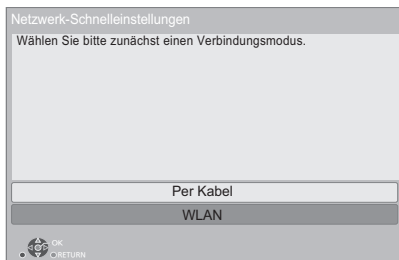 Netzwerk-Schnelleinstellungen
Wählen Sie bitte zunächst einen Verbindungsmodus.
Per Kabel
WLAN
OK
RETURN